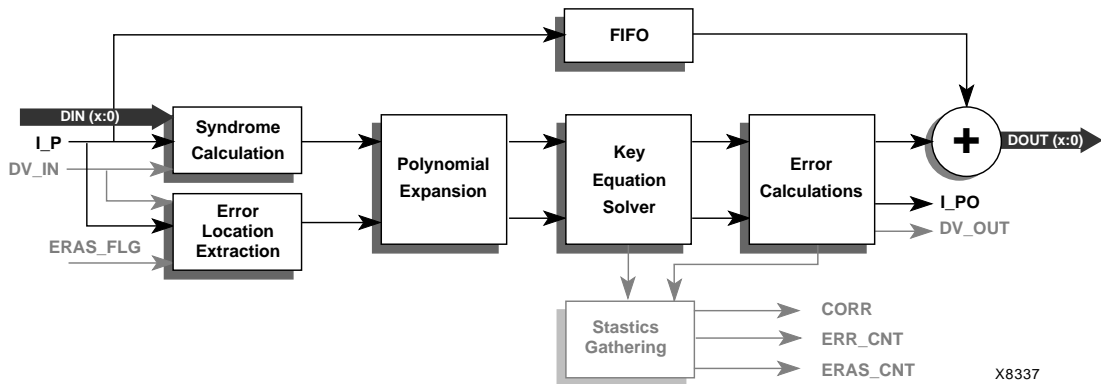 FIFO
DIN (x:0)
I_P
DV_IN
ERAS_FLG
Syndrome
Calculation
Error
Location
Extraction
Polynomial
Expansion
Key
Equation
Solver
Error
Calculations
+
DOUT (x:0)
I_PO
DV_OUT
Stastics
Gathering
CORR
ERR_CNT
ERAS_CNT
X8337